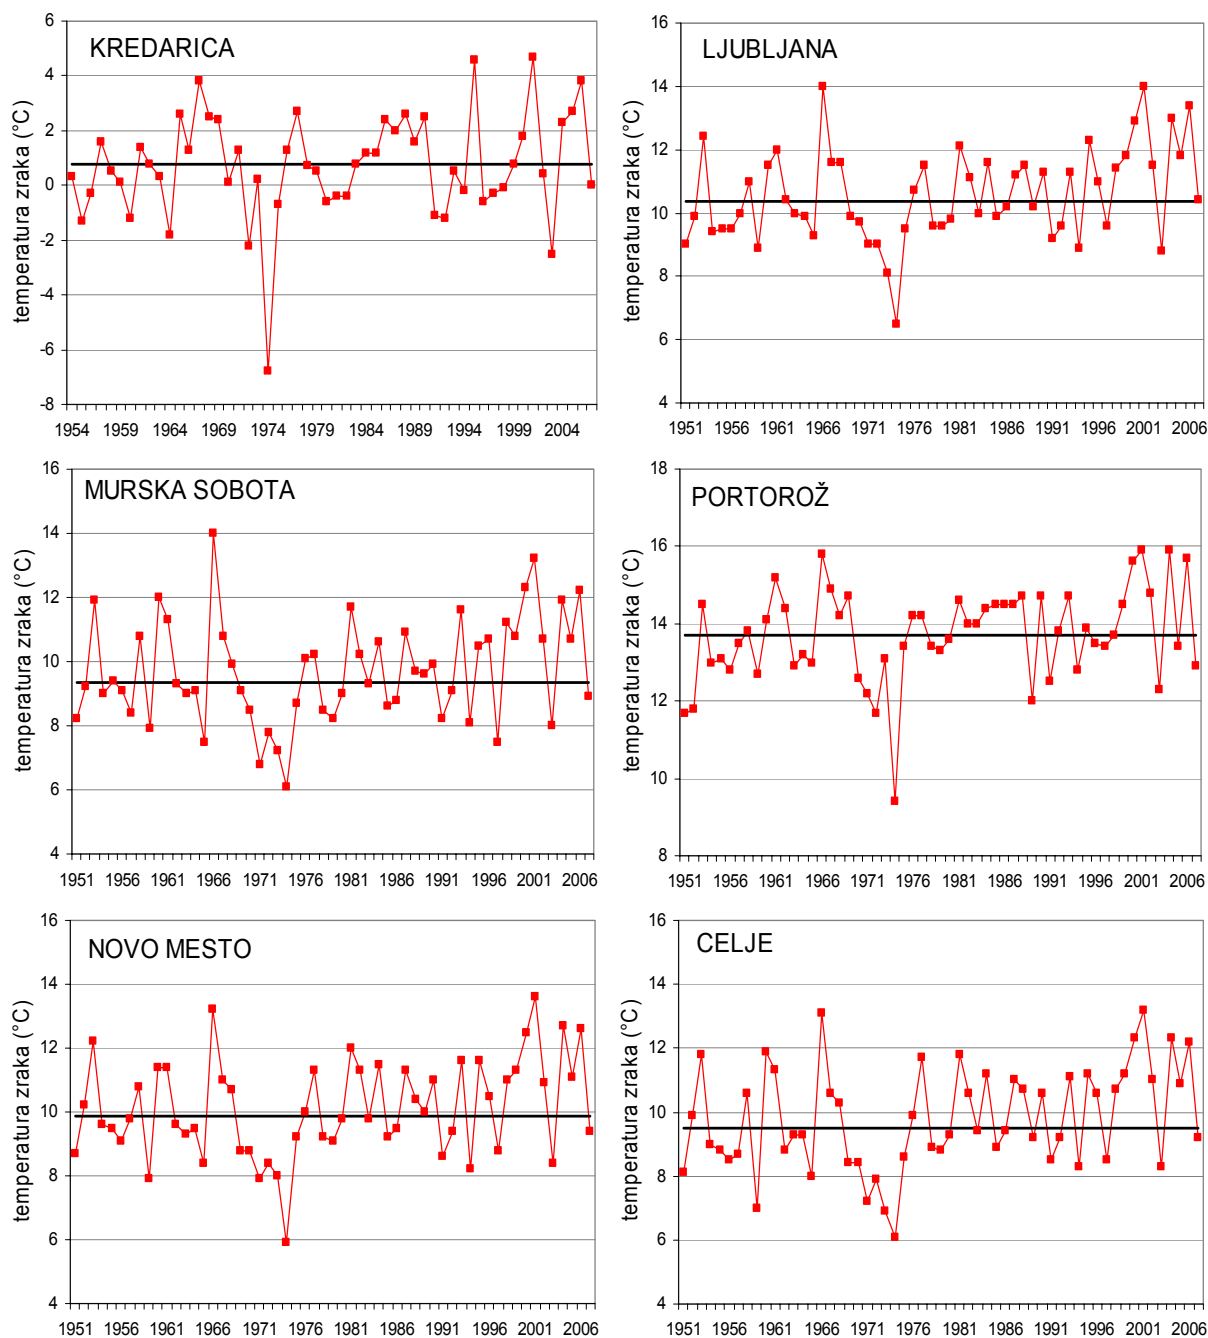 KREDARICA
temperatura zraka (°C)
6
4
2
0
-2
-4
-6
-8
1954 1959 1964 1969 1974 1979 1984 1989 1994 1999 2004
LJUBLJANA
temperatura zraka (°C)
16
14
12
10
8
6
4
1951 1956 1961 1966 1971 1976 1981 1986 1991 1996 2001 2006
MURSKA SOBOTA
temperatura zraka (°C)
16
14
12
10
8
6
4
1951 1956 1961 1966 1971 1976 1981 1986 1991 1996 2001 2006
PORTOROŽ
temperatura zraka (°C)
18
16
14
12
10
8
1951 1956 1961 1966 1971 1976 1981 1986 1991 1996 2001 2006
NOVO MESTO
temperatura zraka (°C)
16
14
12
10
8
6
4
1951 1956 1961 1966 1971 1976 1981 1986 1991 1996 2001 2006
CELJE
temperatura zraka (°C)
16
14
12
10
8
6
4
1951 1956 1961 1966 1971 1976 1981 1986 1991 1996 2001 2006